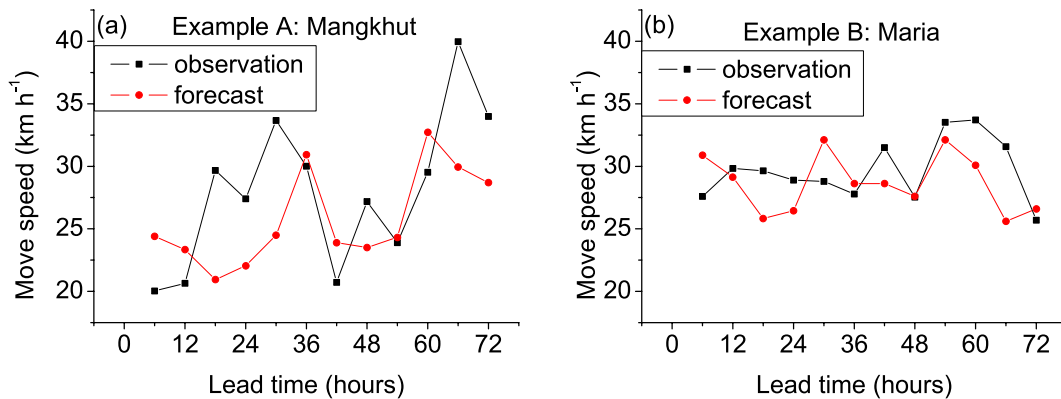 (a) Example A: Mangkhut
observation
forecast
40
35
30
25
20
0 12 24 36 48 60 72
Move speed (km h⁻¹)
Lead time (hours)
(b) Example B: Maria
observation
forecast
40
35
30
25
20
0 12 24 36 48 60 72
Move speed (km h⁻¹)
Lead time (hours)